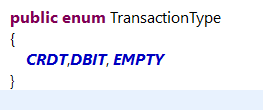 public enum TransactionType
{
CRDT,DBIT, EMPTY
}